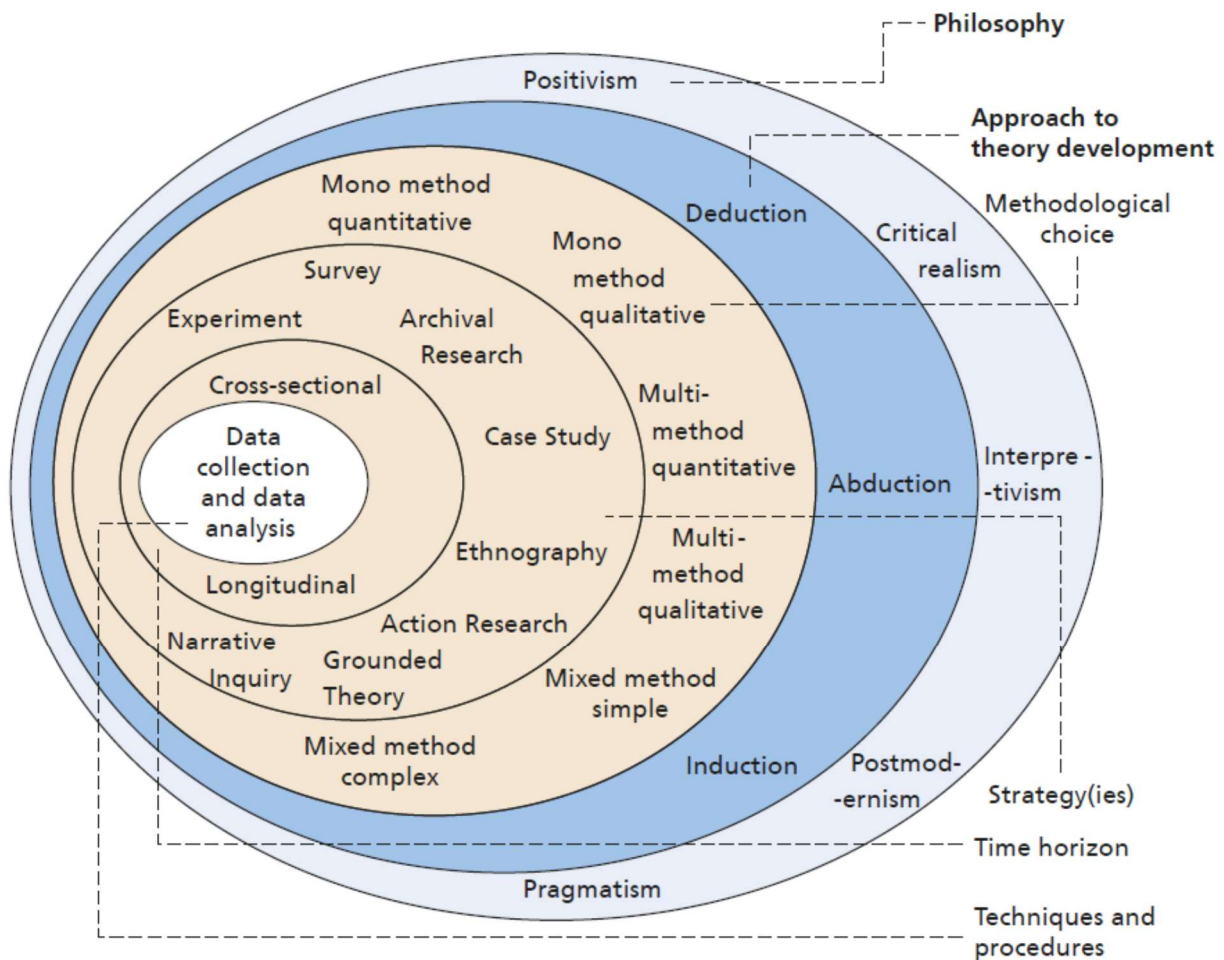 Philosophy
Positivism
Approach to
theory development
Mono method
quantitative
Deduction
Methodological
choice
Critical
realism
Mono
method
qualitative
Survey
Experiment
Archival
Research
Cross-sectional
Multi-
method
quantitative
Data
collection
and data
analysis
Case Study
Abduction
Interpre -
-tivism
Ethnography
Multi-
method
qualitative
Longitudinal
Action Research
Narrative
Inquiry
Grounded
Theory
Mixed method
simple
Mixed method
complex
Induction
Postmod-
-ernism
Strategy(ies)
Time horizon
Pragmatism
Techniques and
procedures